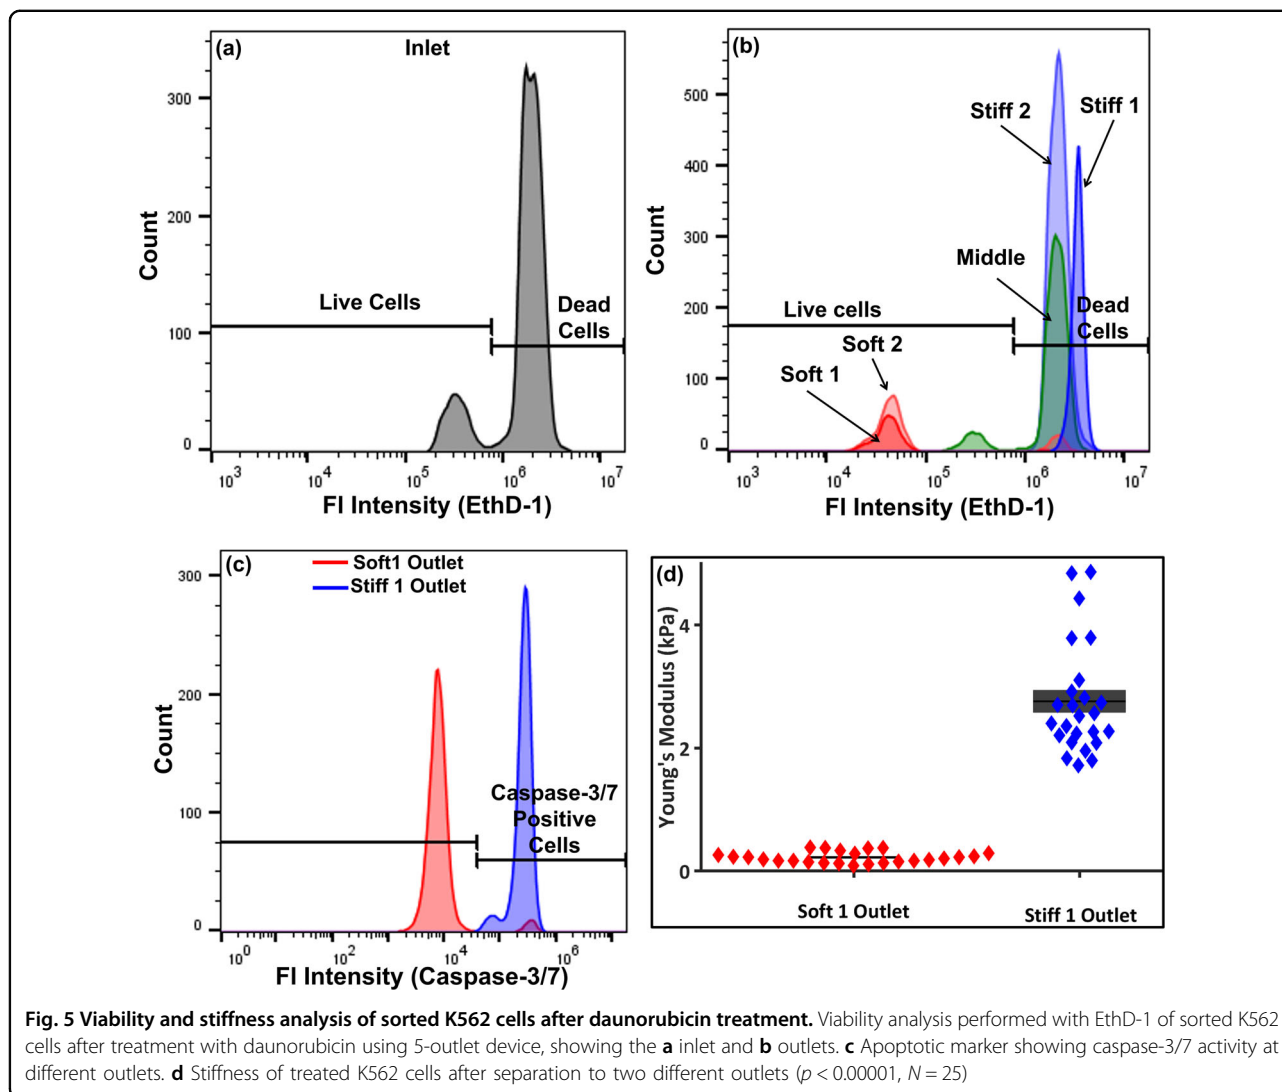 (a)
Inlet
300
200
100
0
Count
Live Cells
Dead
Cells
10^3
10^4
10^5
10^6
10^7
FI Intensity (EthD-1)
(b)
500
400
300
200
100
0
Count
Stiff 2
Stiff 1
Middle
Live cells
Dead
Cells
Soft 2
Soft 1
10^3
10^4
10^5
10^6
10^7
FI Intensity (EthD-1)
(c)
Soft1 Outlet
Stiff 1 Outlet
300
200
100
0
Count
Caspase-3/7
Positive
Cells
10^0
10^2
10^4
10^6
FI Intensity (Caspase-3/7)
(d)
Young's Modulus (kPa)
4
2
0
Soft 1 Outlet
Stiff 1 Outlet
Fig. 5 Viability and stiffness analysis of sorted K562 cells after daunorubicin treatment. Viability analysis performed with EthD-1 of sorted K562
cells after treatment with daunorubicin using 5-outlet device, showing the a inlet and b outlets. c Apoptotic marker showing caspase-3/7 activity at
different outlets. d Stiffness of treated K562 cells after separation to two different outlets (p < 0.00001, N = 25)